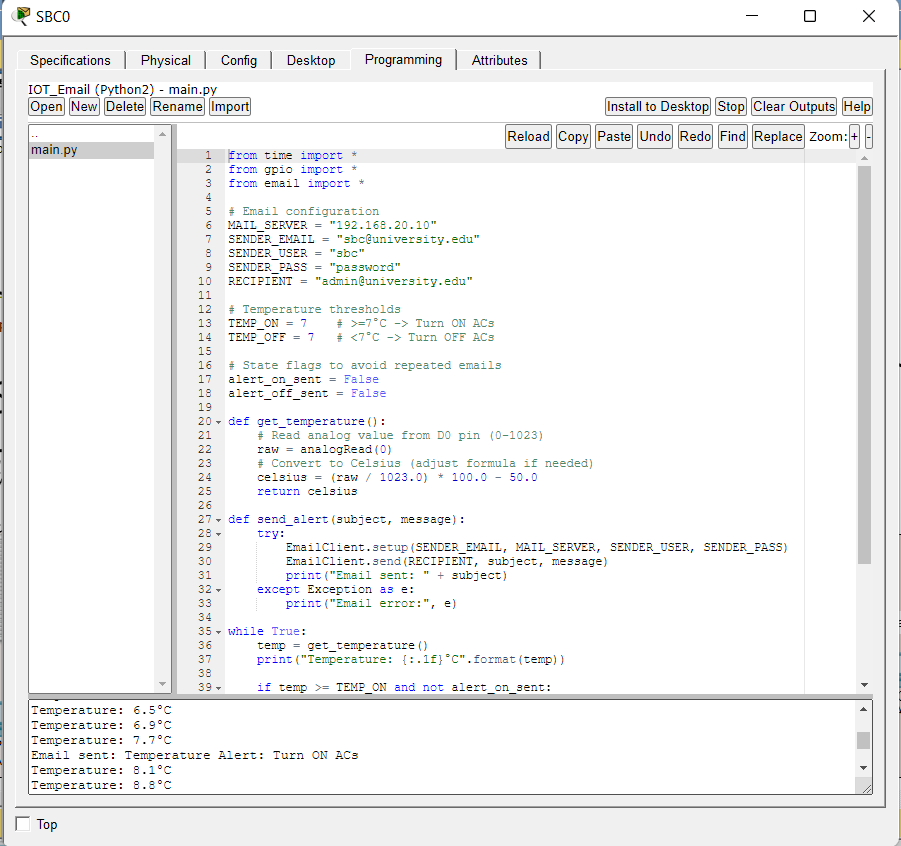 SBC0
Specifications Physical Config Desktop Programming Attributes
IOT_Email (Python2) - main.py
Open New Delete Rename Import Install to Desktop Stop Clear Outputs Help
..
main.py
Reload Copy Paste Undo Redo Find Replace Zoom: + -
1 from time import *
2 from gpio import *
3 from email import *
4
5 # Email configuration
6 MAIL_SERVER = "192.168.20.10"
7 SENDER_EMAIL = "sbc@university.edu"
8 SENDER_USER = "sbc"
9 SENDER_PASS = "password"
10 RECIPIENT = "admin@university.edu"
11
12 # Temperature thresholds
13 TEMP_ON = 7    # >=7°C -> Turn ON ACs
14 TEMP_OFF = 7   # <7°C -> Turn OFF ACs
15
16 # State flags to avoid repeated emails
17 alert_on_sent = False
18 alert_off_sent = False
19
20 def get_temperature():
21     # Read analog value from D0 pin (0-1023)
22     raw = analogRead(0)
23     # Convert to Celsius (adjust formula if needed)
24     celsius = (raw / 1023.0) * 100.0 - 50.0
25     return celsius
26
27 def send_alert(subject, message):
28     try:
29         EmailClient.setup(SENDER_EMAIL, MAIL_SERVER, SENDER_USER, SENDER_PASS)
30         EmailClient.send(RECIPIENT, subject, message)
31         print("Email sent: " + subject)
32     except Exception as e:
33         print("Email error:", e)
34
35 while True:
36     temp = get_temperature()
37     print("Temperature: {:.1f}°C".format(temp))
38
39     if temp >= TEMP_ON and not alert_on_sent:
Temperature: 6.5°C
Temperature: 6.9°C
Temperature: 7.7°C
Email sent: Temperature Alert: Turn ON ACs
Temperature: 8.1°C
Temperature: 8.8°C
Top